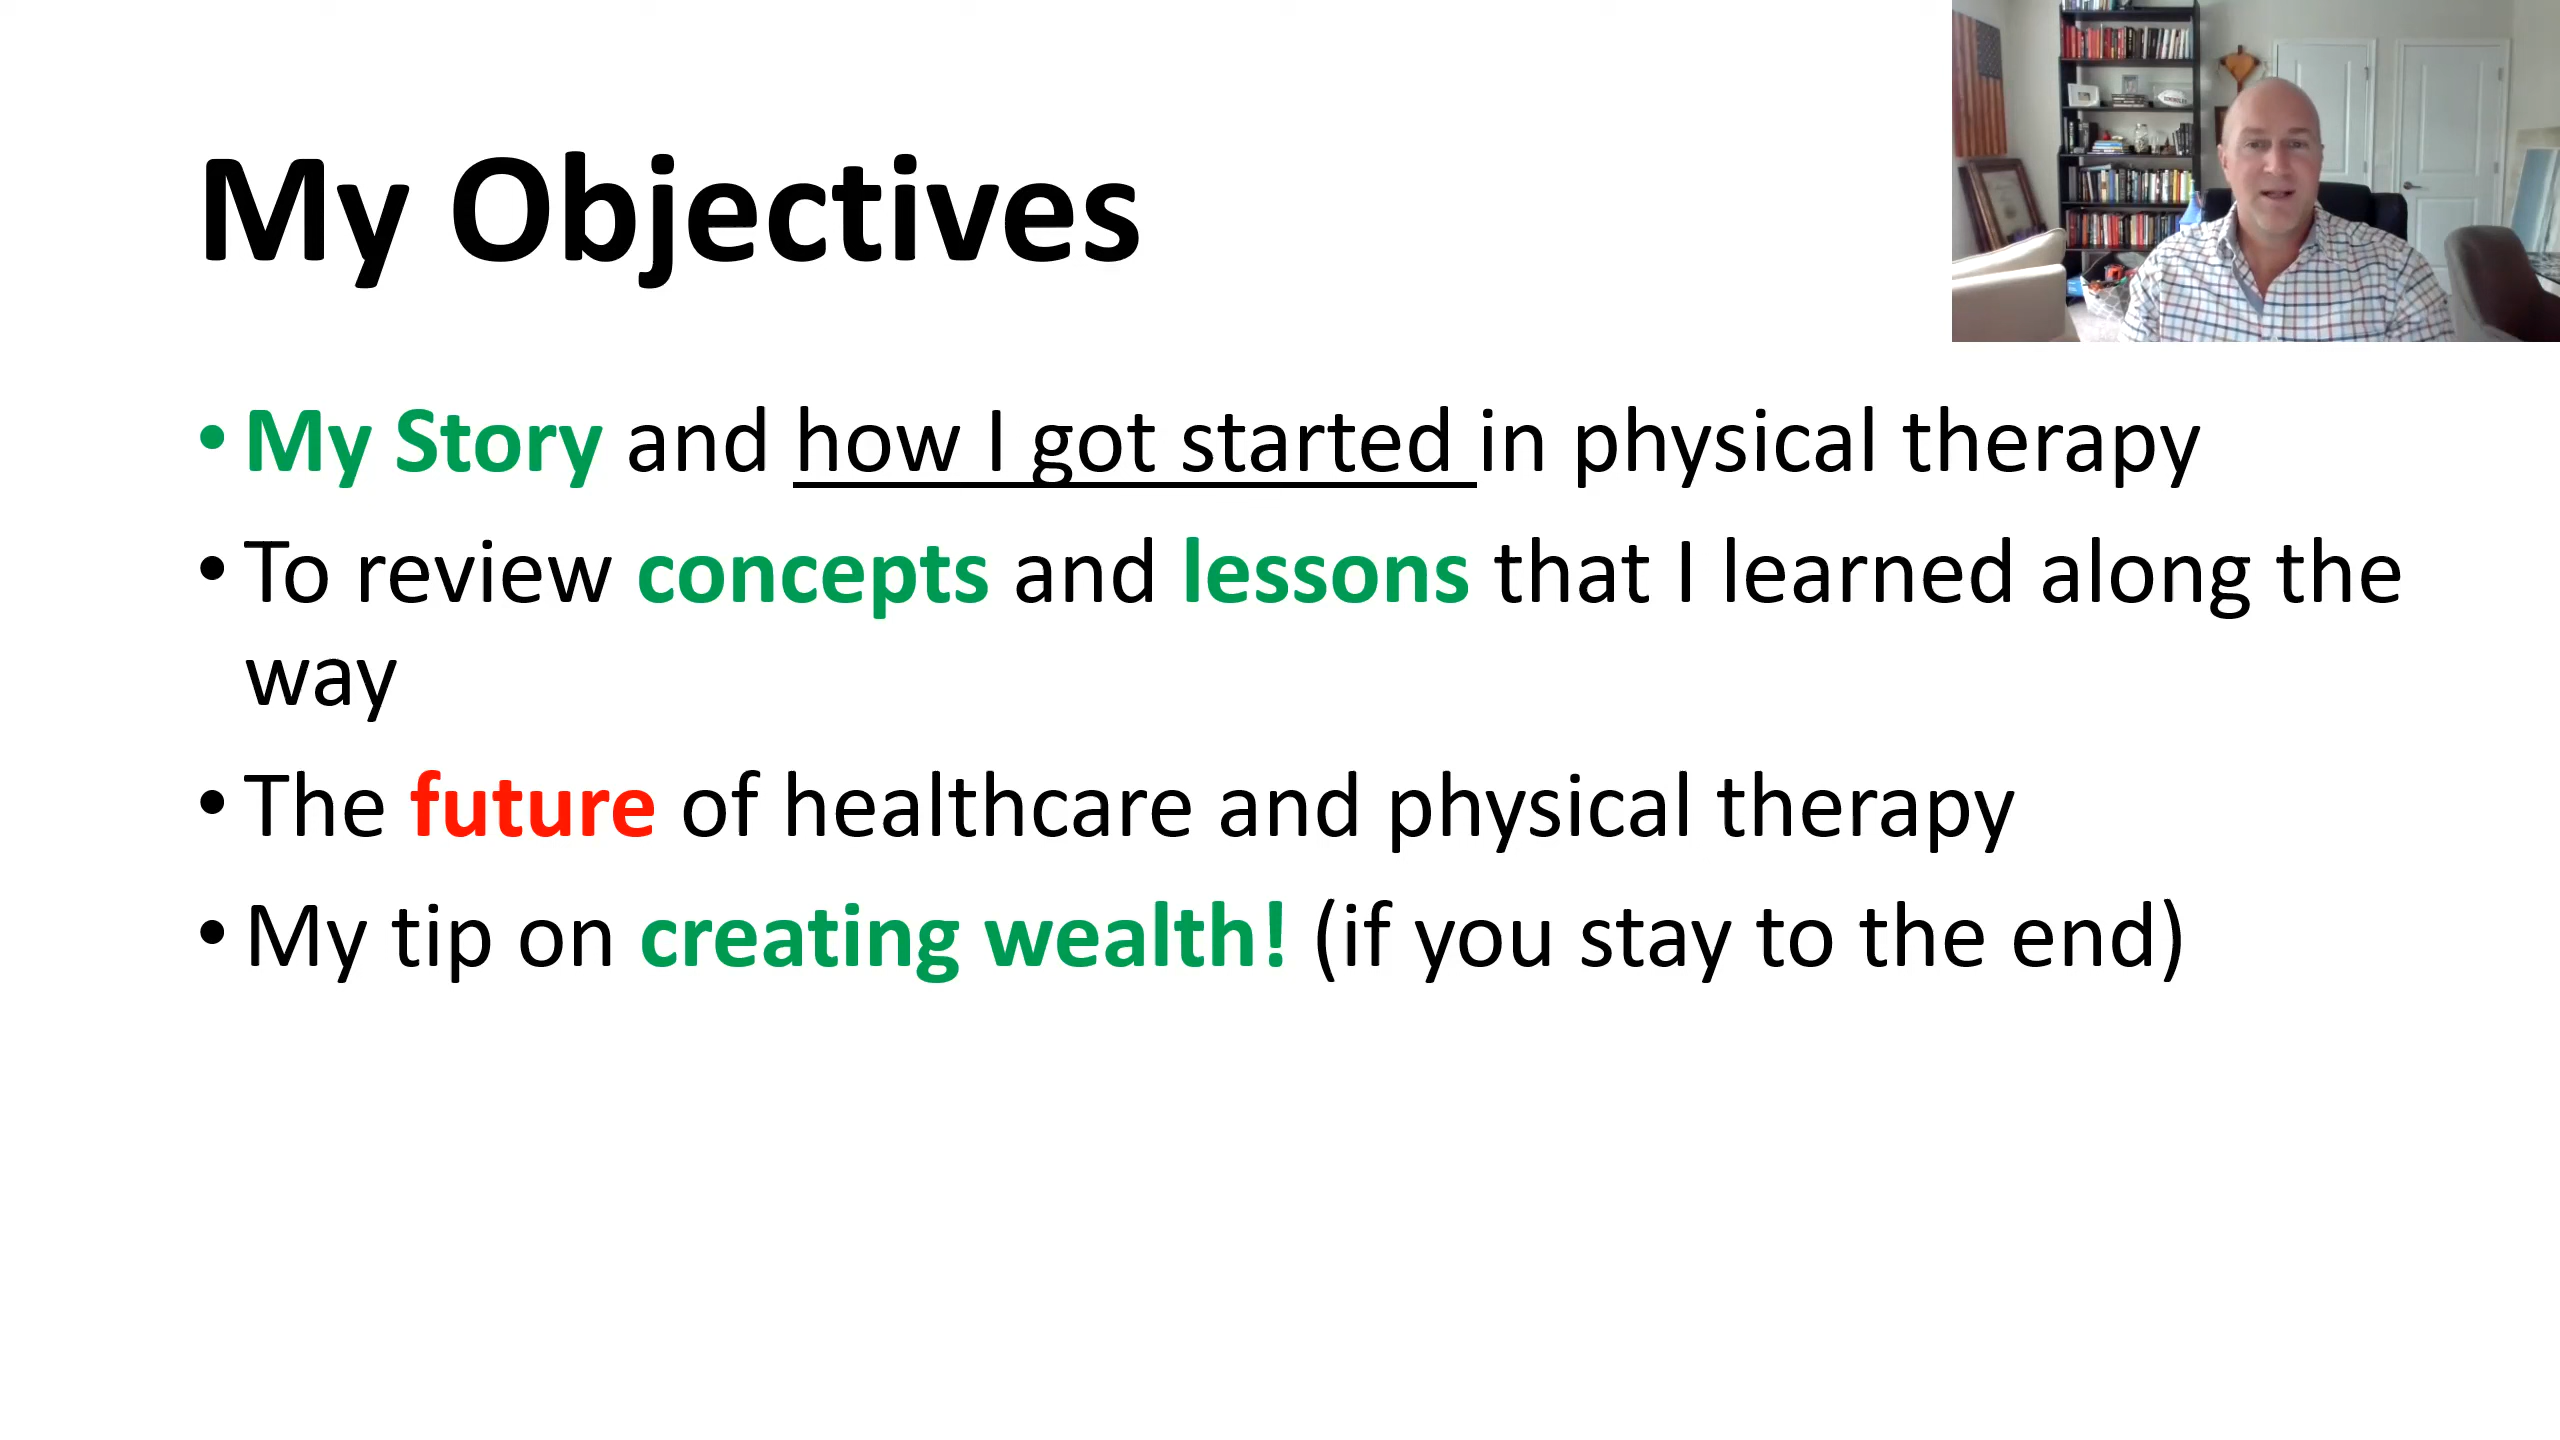 My Objectives
• My Story and how I got started in physical therapy
• To review concepts and lessons that I learned along the
way
• The future of healthcare and physical therapy
• My tip on creating wealth! (if you stay to the end)